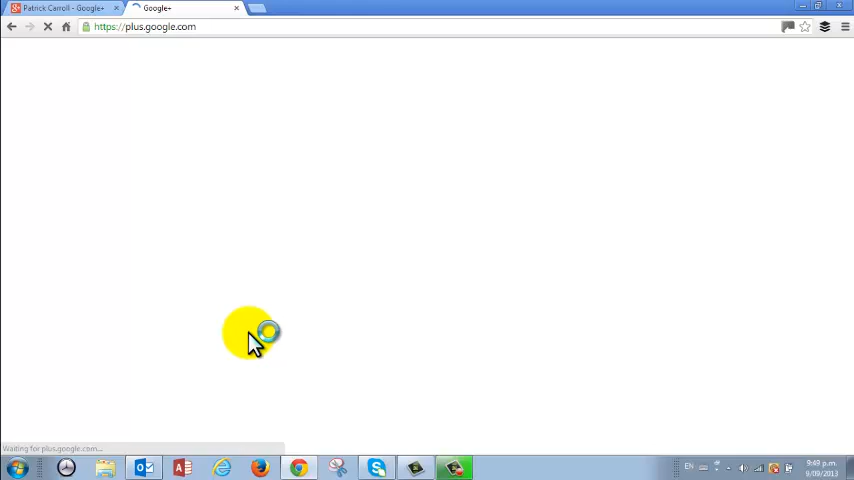 Patrick Carroll - Google+
Google+
https://plus.google.com
Waiting for plus.google.com...
EN
9:49 p.m.
9/09/2013